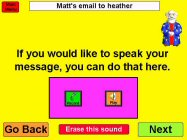 Matt's email to heather
If you would like to speak your
message, you can do that here.
Play
Go Back
Erase this sound
Next